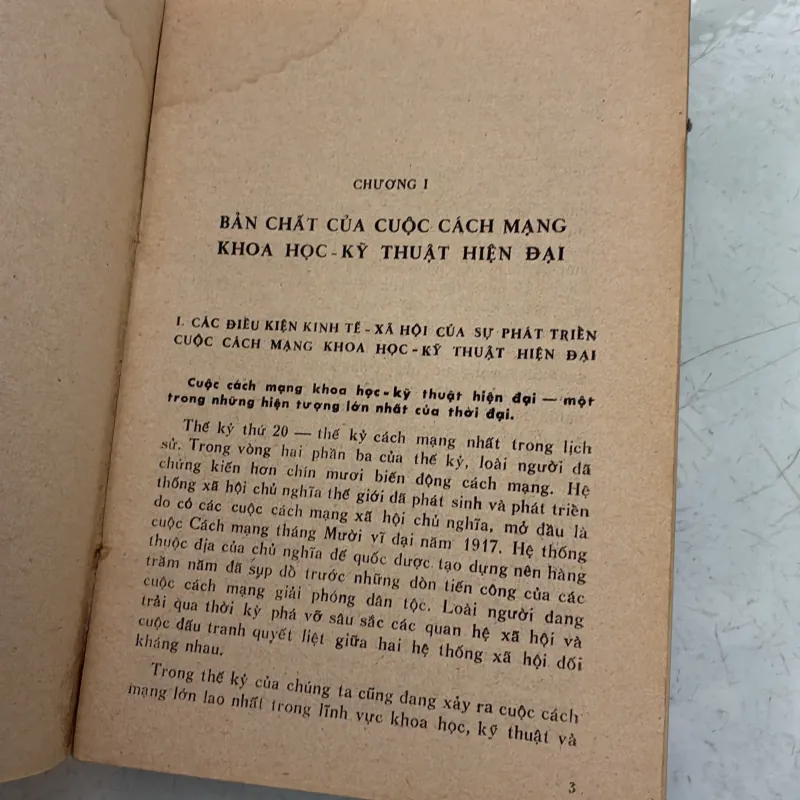 CHƯƠNG I
BẢN CHẤT CỦA CUỘC CÁCH MẠNG
KHOA HỌC - KỸ THUẬT HIỆN ĐẠI
I. CÁC ĐIỀU KIỆN KINH TẾ - XÃ HỘI CỦA SỰ PHÁT TRIỂN
CUỘC CÁCH MẠNG KHOA HỌC - KỸ THUẬT HIỆN ĐẠI
Cuộc cách mạng khoa học - kỹ thuật hiện đại — một
trong những hiện tượng lớn nhất của thời đại.
Thế kỷ thứ 20 — thế kỷ cách mạng nhất trong lịch
sử. Trong vòng hai phần ba của thế kỷ, loài người đã
chứng kiến hơn chín mươi biến động cách mạng. Hệ
thống xã hội chủ nghĩa thế giới đã phát sinh và phát triển
do có các cuộc cách mạng xã hội chủ nghĩa, mở đầu là
cuộc Cách mạng tháng Mười vĩ đại năm 1917. Hệ thống
thuộc địa của chủ nghĩa đế quốc được tạo dựng nên hàng
trăm năm đã sụp đổ trước những đòn tiến công của các
cuộc cách mạng giải phóng dân tộc. Loài người đang
trải qua thời kỳ phá vỡ sâu sắc các quan hệ xã hội và
cuộc đấu tranh quyết liệt giữa hai hệ thống xã hội đối
kháng nhau.
Trong thế kỷ của chúng ta cũng đang xảy ra cuộc cách
mạng lớn lao nhất trong lĩnh vực khoa học, kỹ thuật và
3